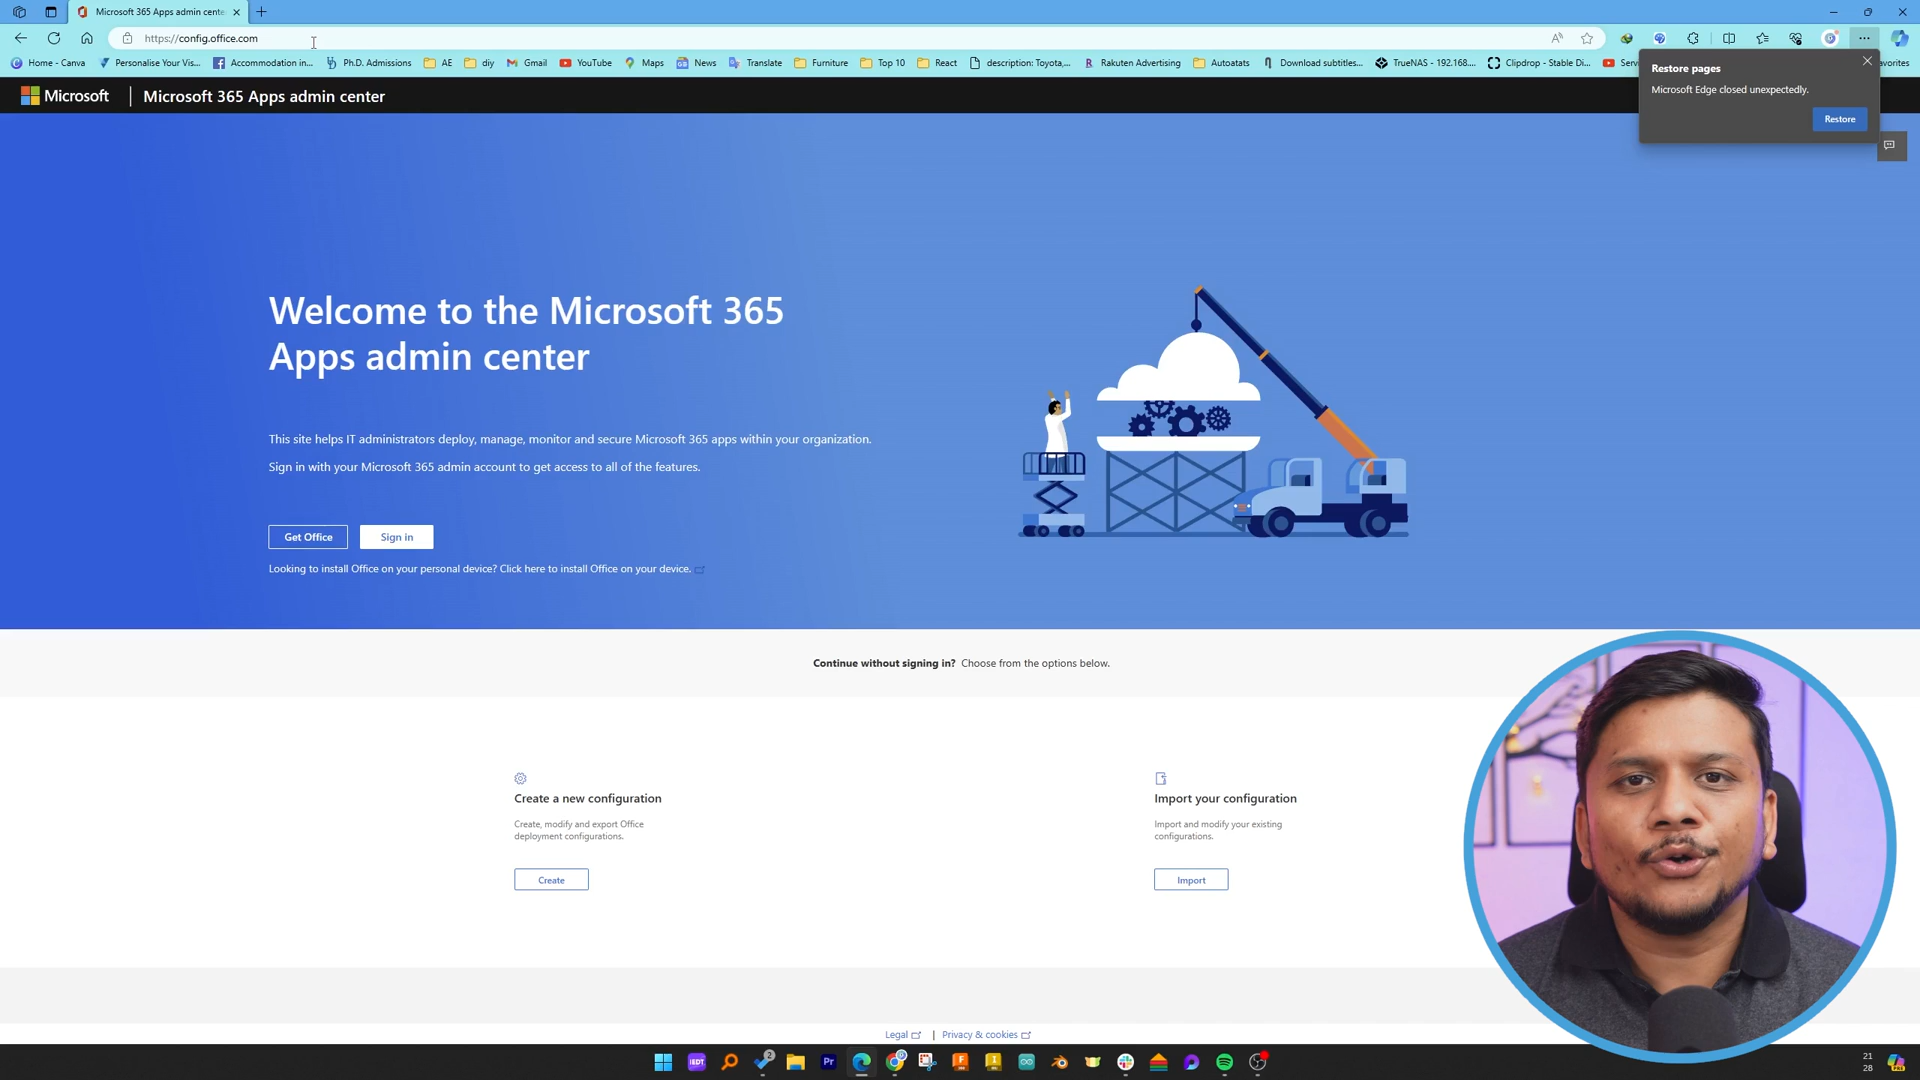 Microsoft 365 Apps admin cente
https://config.office.com
Home - Canva
Personalise Your Vis...
Accommodation in...
Ph.D. Admissions
AE
diy
Gmail
YouTube
Maps
News
Translate
Furniture
Top 10
React
description: Toyota,...
Rakuten Advertising
Autoatats
Download subtitles...
TrueNAS - 192.168....
Clipdrop - Stable Di...
Serv
avorites
Restore pages
Microsoft Edge closed unexpectedly.
Restore
Microsoft
Microsoft 365 Apps admin center
Welcome to the Microsoft 365
Apps admin center
This site helps IT administrators deploy, manage, monitor and secure Microsoft 365 apps within your organization.
Sign in with your Microsoft 365 admin account to get access to all of the features.
Get Office
Sign in
Looking to install Office on your personal device? Click here to install Office on your device.
Continue without signing in? Choose from the options below.
Create a new configuration
Create, modify and export Office
deployment configurations.
Create
Import your configuration
Import and modify your existing
configurations.
Import
Legal | Privacy & cookies
IEDT
2
Pr
21
28